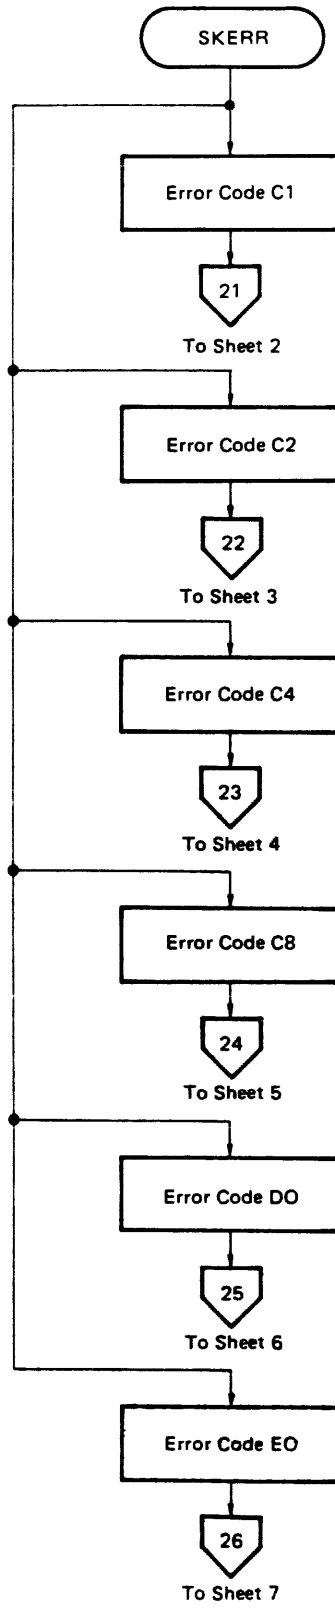 SKERR
Error Code C1
21
To Sheet 2
Error Code C2
22
To Sheet 3
Error Code C4
23
To Sheet 4
Error Code C8
24
To Sheet 5
Error Code DO
25
To Sheet 6
Error Code EO
26
To Sheet 7